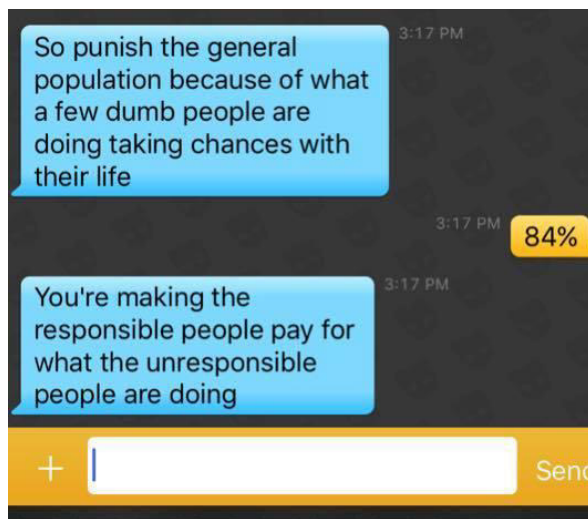 So punish the general
3:17 PM
population because of what
a few dumb people are
doing taking chances with
their life
3:17 PM
84%
You're making the
3:17 PM
responsible people pay for
what the unresponsible
people are doing
+
Send